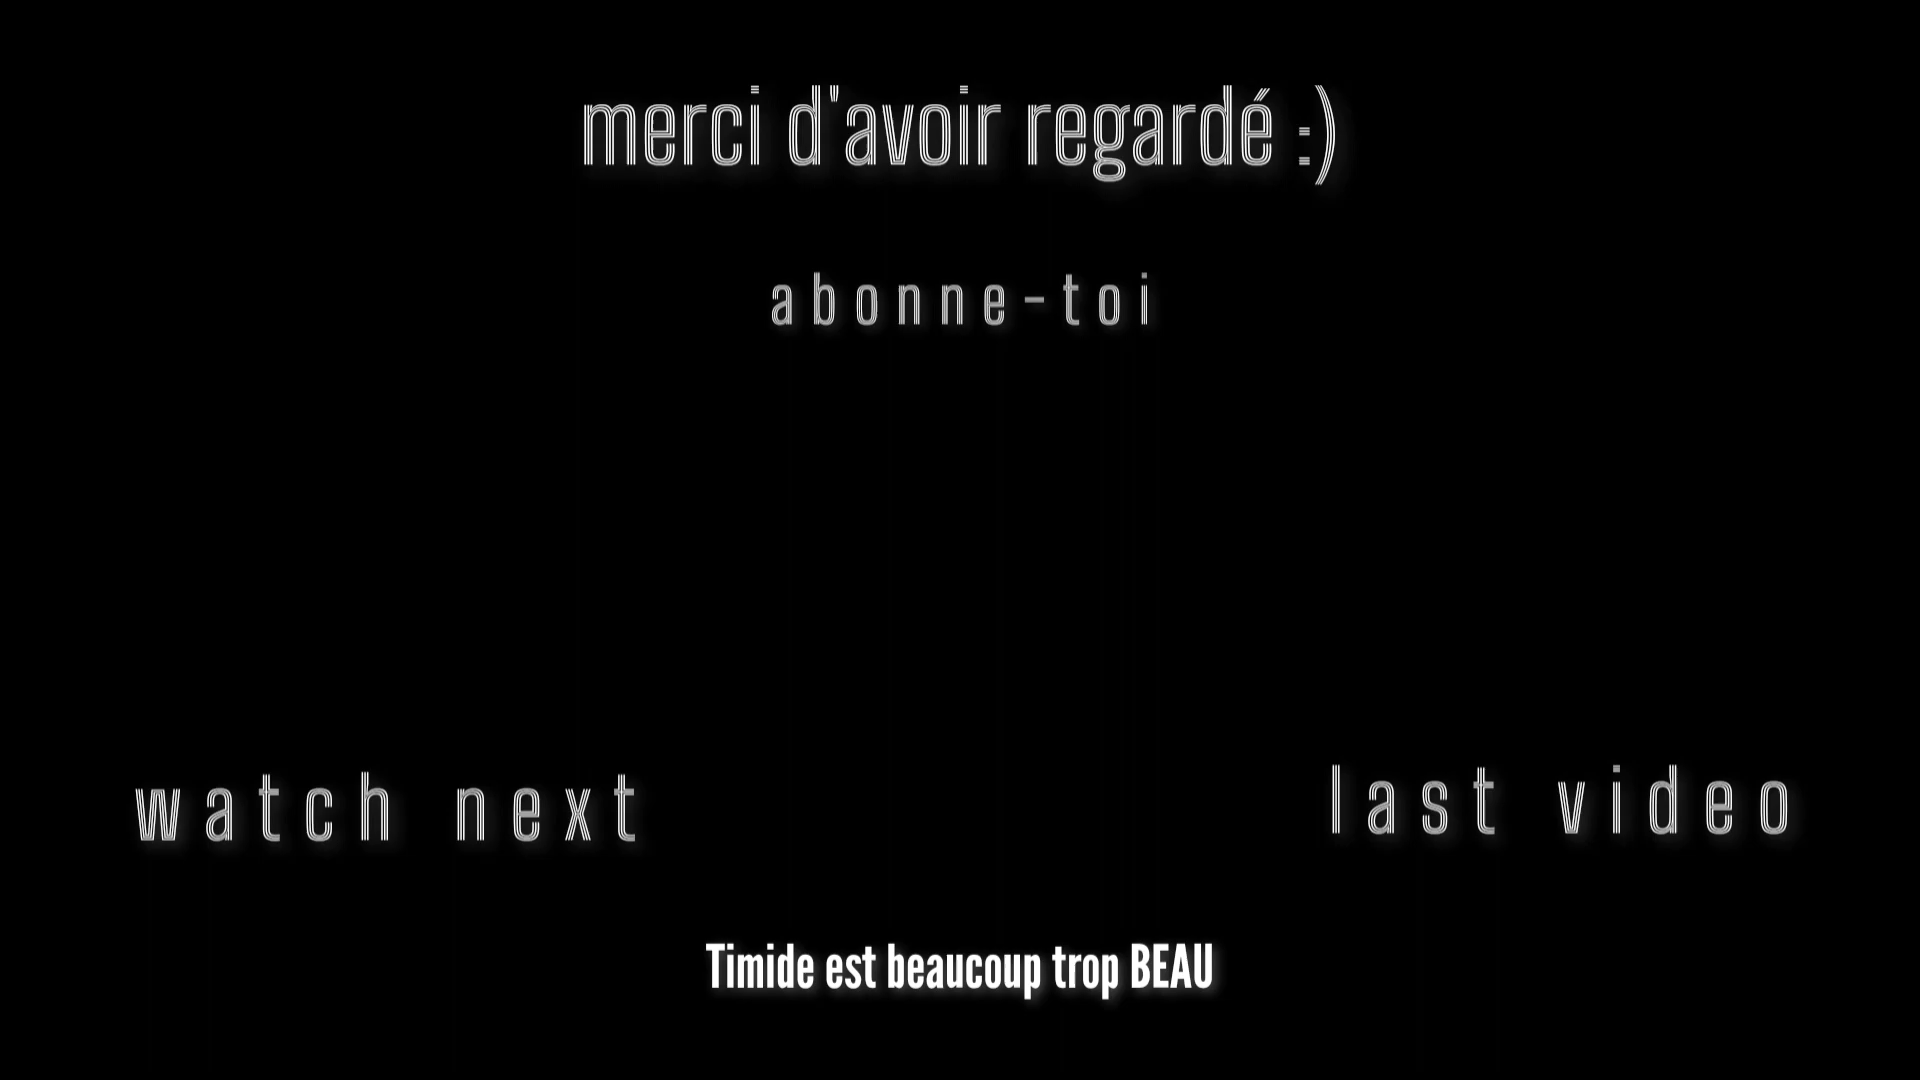 merci d'avoir regardé :)
abonne-toi
watch next
last video
Timide est beaucoup trop BEAU